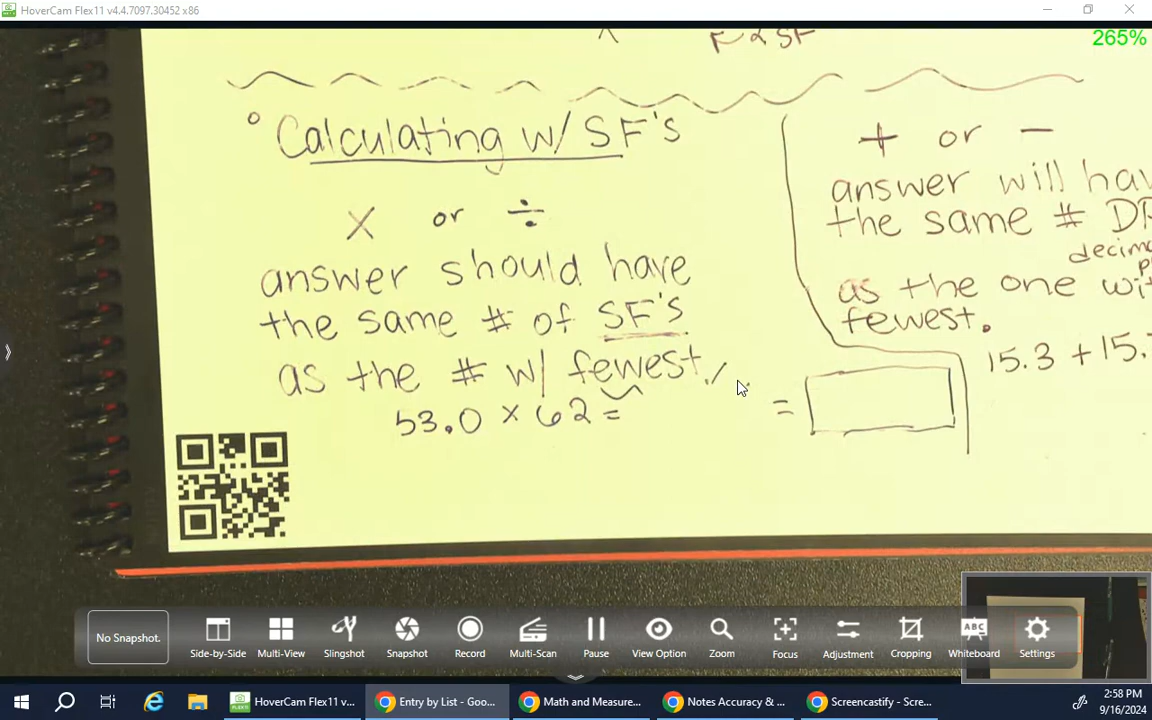 HoverCam Flex11 v4.4.7097.30452 x86
265%
F & SF
° Calculating w/ SF's
X or ÷
answer should have
the same # of SF's
as the # w/ fewest.
53.0 × 62 =
=
+ or -
answer will hav
the same # DP
decima
p
as the one wit
fewest.
15.3 + 15.
No Snapshot.
Side-by-Side
Multi-View
Slingshot
Snapshot
Record
Multi-Scan
Pause
View Option
Zoom
Focus
Adjustment
Cropping
ABC
Whiteboard
Settings
HoverCam Flex11 v...
Entry by List - Goo...
Math and Measure...
Notes Accuracy & ...
Screencastify - Scre...
2:58 PM
9/16/2024